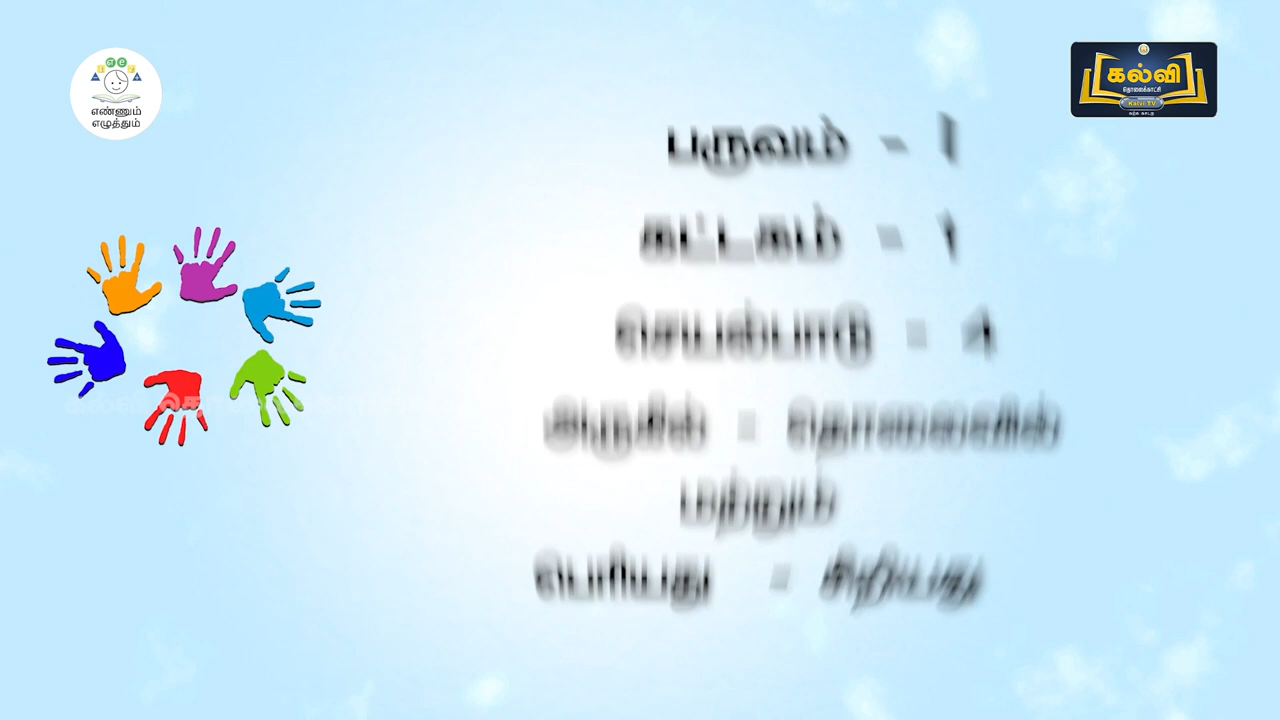 எண்ணும்
எழுத்தும்
கல்வி
தொலைக்காட்சி
Kalvi TV
பருவம் - I
கட்டகம் - 1
செயல்பாடு - 4
அருகில் - தொலைவில்
மற்றும்
பெரியது - சிறியது